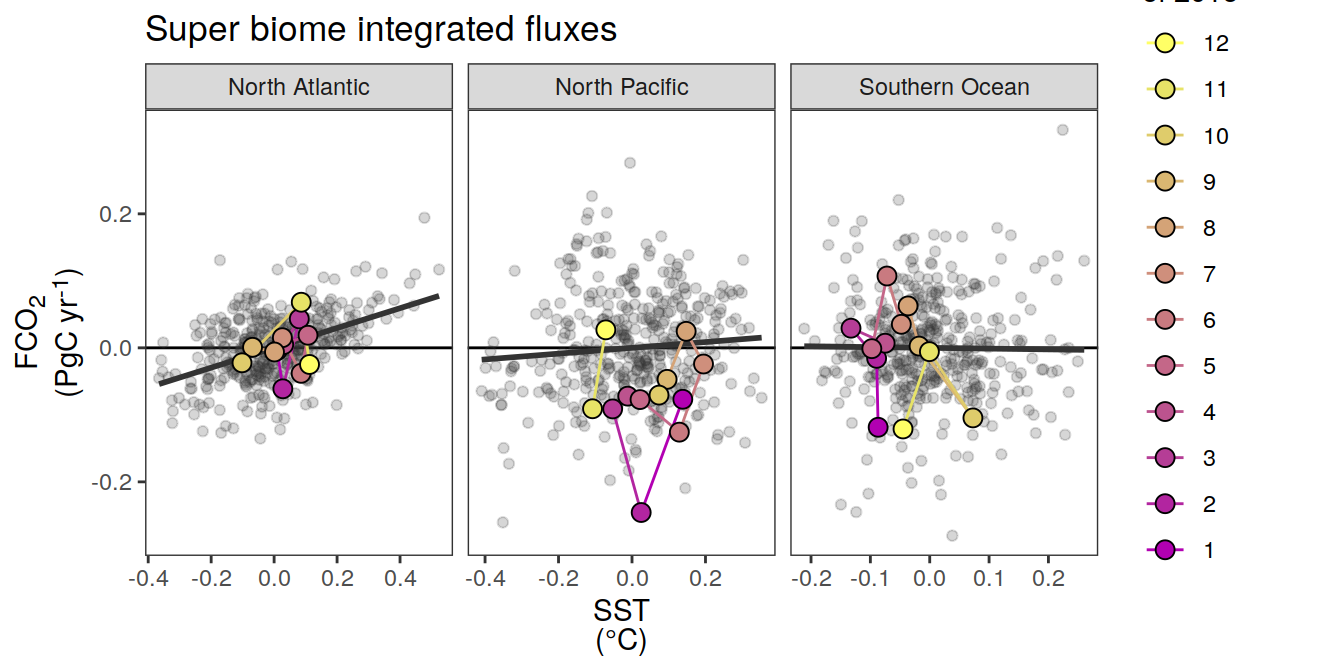 Super biome integrated fluxes
North Atlantic
North Pacific
Southern Ocean
FCO2
(PgC yr-1)
0.2
0.0
-0.2
-0.4 -0.2 0.0 0.2 0.4
-0.4 -0.2 0.0 0.2
-0.2 -0.1 0.0 0.1 0.2
SST
(°C)
12
11
10
9
8
7
6
5
4
3
2
1